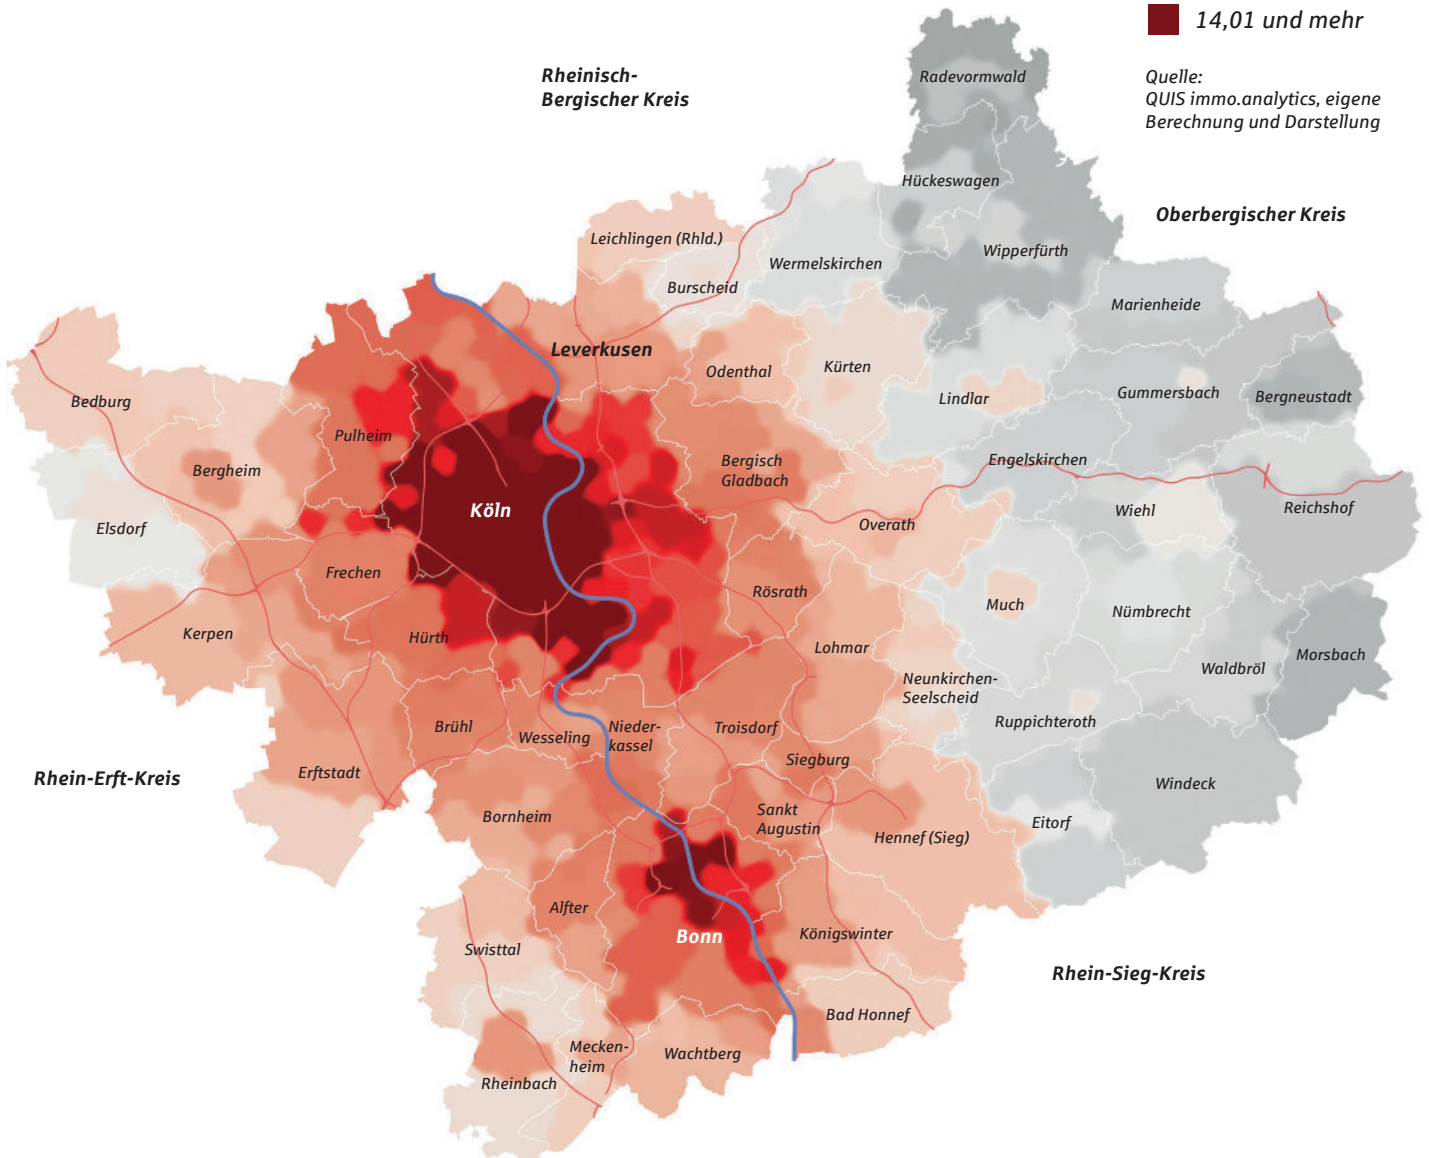 14,01 und mehr
Quelle:
QUIS immo.analytics, eigene
Berechnung und Darstellung
Rheinisch-
Bergischer Kreis
Radevormwald
Hückeswagen
Oberbergischer Kreis
Leichlingen (Rhld.)
Wipperfürth
Wermelskirchen
Burscheid
Marienheide
Leverkusen
Odenthal
Kürten
Bedburg
Lindlar
Gummersbach
Bergneustadt
Pulheim
Bergheim
Bergisch
Gladbach
Engelskirchen
Köln
Wiehl
Reichshof
Elsdorf
Overath
Frechen
Rösrath
Much
Nümbrecht
Kerpen
Hürth
Lohmar
Morsbach
Waldbröl
Neunkirchen-
Seelscheid
Ruppichteroth
Brühl
Wesseling
Nieder-
kassel
Troisdorf
Siegburg
Rhein-Erft-Kreis
Erftstadt
Windeck
Bornheim
Sankt
Augustin
Eitorf
Hennef (Sieg)
Alfter
Bonn
Königswinter
Swisttal
Rhein-Sieg-Kreis
Bad Honnef
Mecken-
heim
Wachtberg
Rheinbach